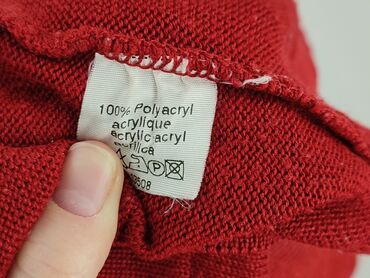 100% Polyacryl
acrylique
acrylic acryl
acrilica
P